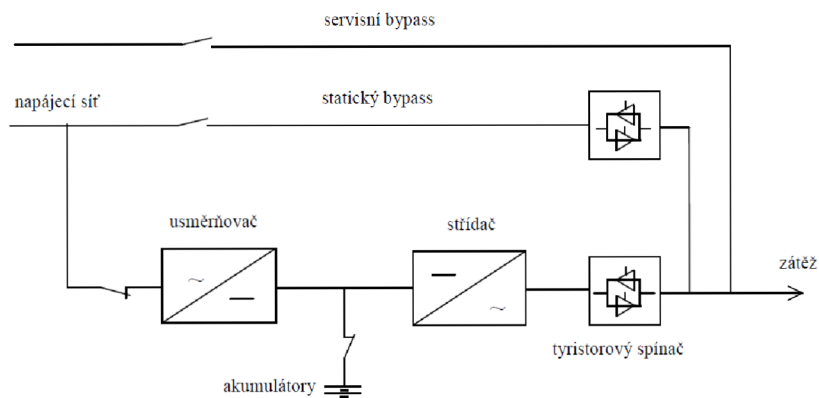 servisní bypass
napájecí síť
statický bypass
usměrňovač
střídač
zátěž
tyristorový spínač
akumulátory